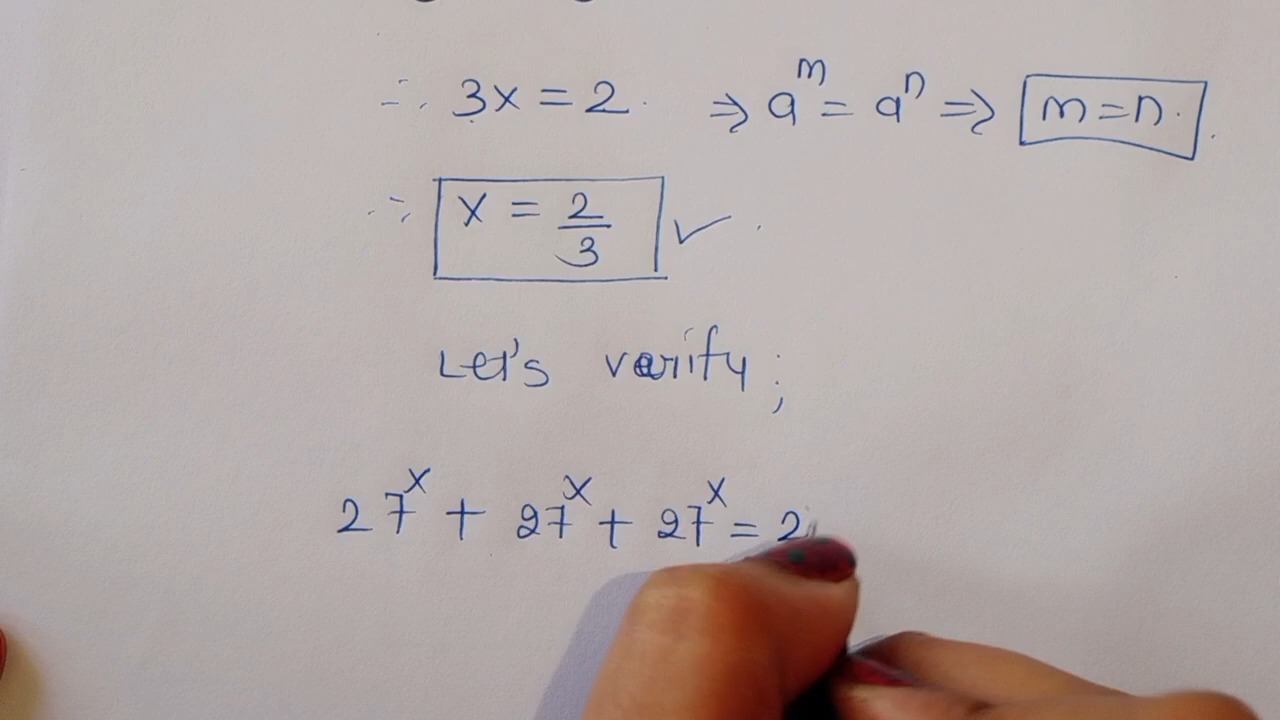 ∴ 3x = 2. ⇒ a^m = a^n ⇒ m = n.
∴ x = 2/3 ✓.
Let's verify;
27^x + 27^x + 27^x = 2